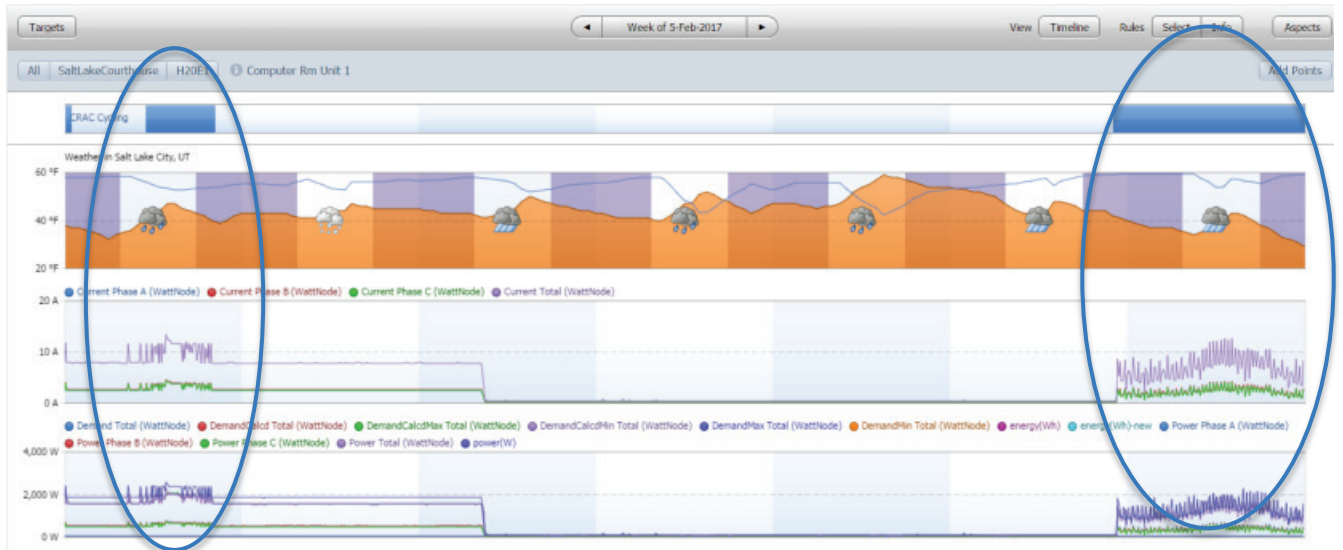 Targets ◄ Week of 5-Feb-2017 ► View Timeline Rules Select Info Aspects
All SaltLakeCourthouse H20E1 Computer Rm Unit 1 Add Points
CRAC Cycling
Weather in Salt Lake City, UT
60 °F
40 °F
20 °F
Current Phase A (WattNode) Current Phase B (WattNode) Current Phase C (WattNode) Current Total (WattNode)
20 A
10 A
0 A
Demand Total (WattNode) DemandCalcd Total (WattNode) DemandCalcdMax Total (WattNode) DemandCalcdMin Total (WattNode) DemandMax Total (WattNode) DemandMin Total (WattNode) energy(Wh) energy(Wh)-new Power Phase A (WattNode)
Power Phase B (WattNode) Power Phase C (WattNode) Power Total (WattNode) power(W)
4,000 W
2,000 W
0 W